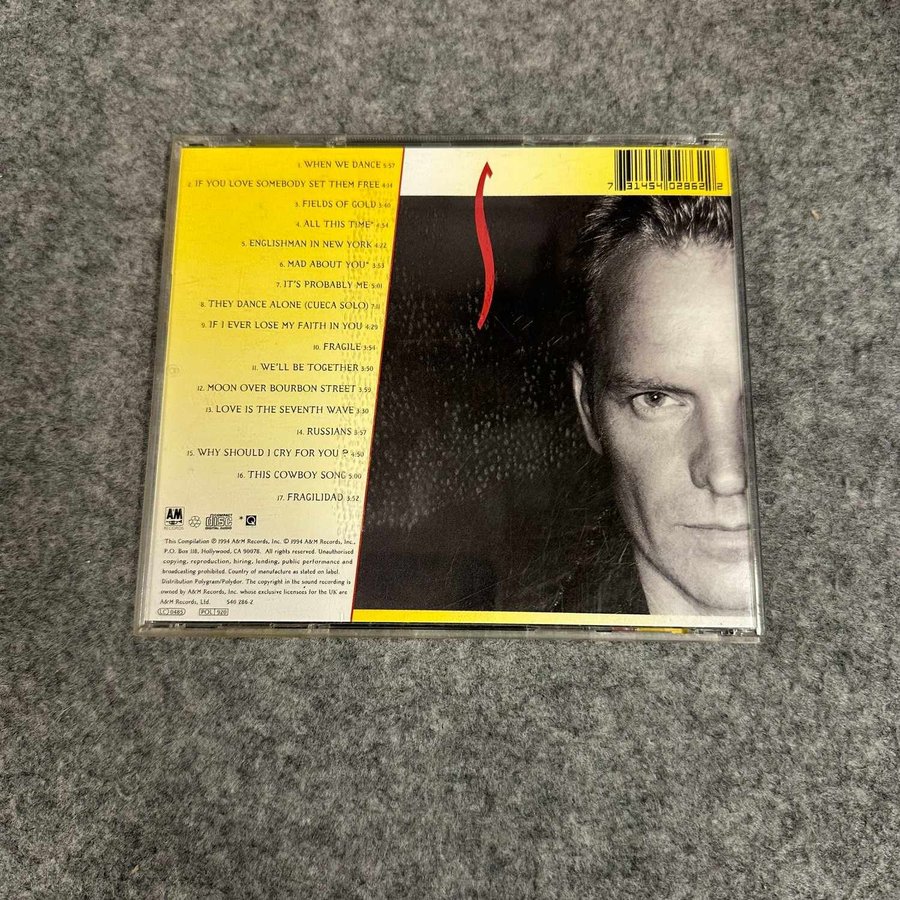 1. WHEN WE DANCE 5:57
2. IF YOU LOVE SOMEBODY SET THEM FREE 4:14
3. FIELDS OF GOLD 3:40
4. ALL THIS TIME* 4:54
5. ENGLISHMAN IN NEW YORK 4:22
6. MAD ABOUT YOU* 3:53
7. IT'S PROBABLY ME 5:01
8. THEY DANCE ALONE (CUECA SOLO) 7:11
9. IF I EVER LOSE MY FAITH IN YOU 4:29
10. FRAGILE 3:54
11. WE'LL BE TOGETHER 3:50
12. MOON OVER BOURBON STREET 3:59
13. LOVE IS THE SEVENTH WAVE 3:30
14. RUSSIANS 3:57
15. WHY SHOULD I CRY FOR YOU ? 4:50
16. THIS COWBOY SONG 5:00
17. FRAGILIDAD 3:52
A&M RECORDS
COMPACT disc DIGITAL AUDIO
* Q
This Compilation ℗ 1994 A&M Records, Inc. © 1994 A&M Records, Inc.,
P.O. Box 118, Hollywood, CA 90078. All rights reserved. Unauthorised
copying, reproduction, hiring, lending, public performance and
broadcasting prohibited. Country of manufacture as stated on label.
Distribution Polygram/Polydor. The copyright in the sound recording is
owned by A&M Records, Inc. whose exclusive licensees for the UK are
A&M Records, Ltd. 540 286-2
LC 0485 POL 920
7 31454 02862 2